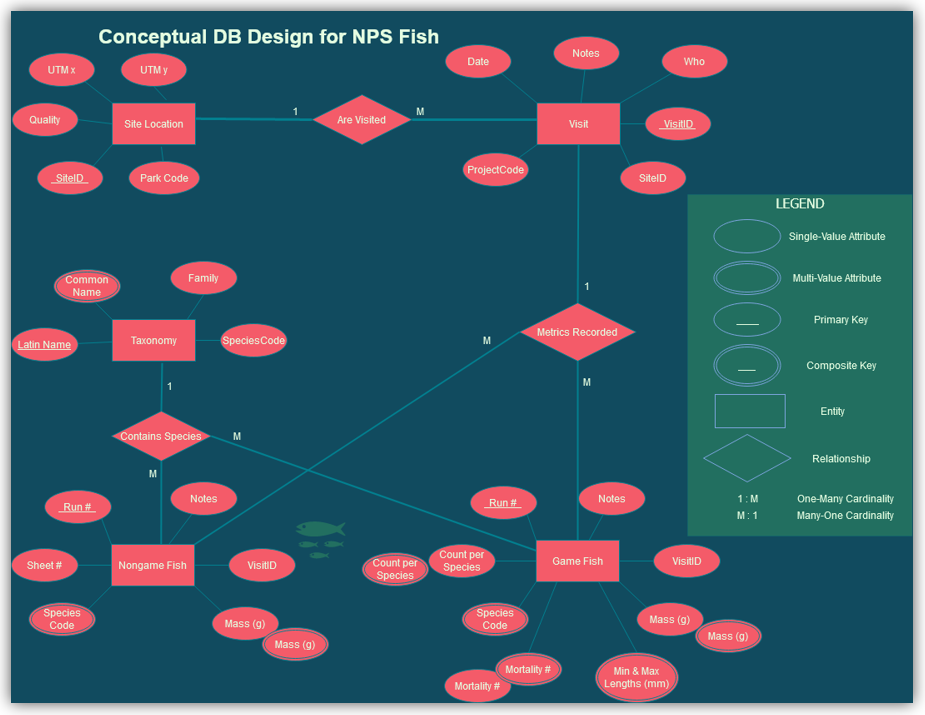 Conceptual DB Design for NPS Fish
UTM x
UTM y
Quality
Site Location
SiteID
Park Code
1
Are Visited
M
Date
Notes
Who
Visit
VisitID
ProjectCode
SiteID
LEGEND
Single-Value Attribute
Multi-Value Attribute
Primary Key
Composite Key
Entity
Relationship
1 : M
One-Many Cardinality
M : 1
Many-One Cardinality
1
Metrics Recorded
M
M
Common
Name
Family
Latin Name
Taxonomy
SpeciesCode
1
Contains Species
M
M
Run #
Notes
Sheet #
Nongame Fish
VisitID
Species
Code
Mass (g)
Mass (g)
Run #
Notes
Count per
Species
Count per
Species
Game Fish
VisitID
Species
Code
Mass (g)
Mass (g)
Mortality #
Mortality #
Min & Max
Lengths (mm)